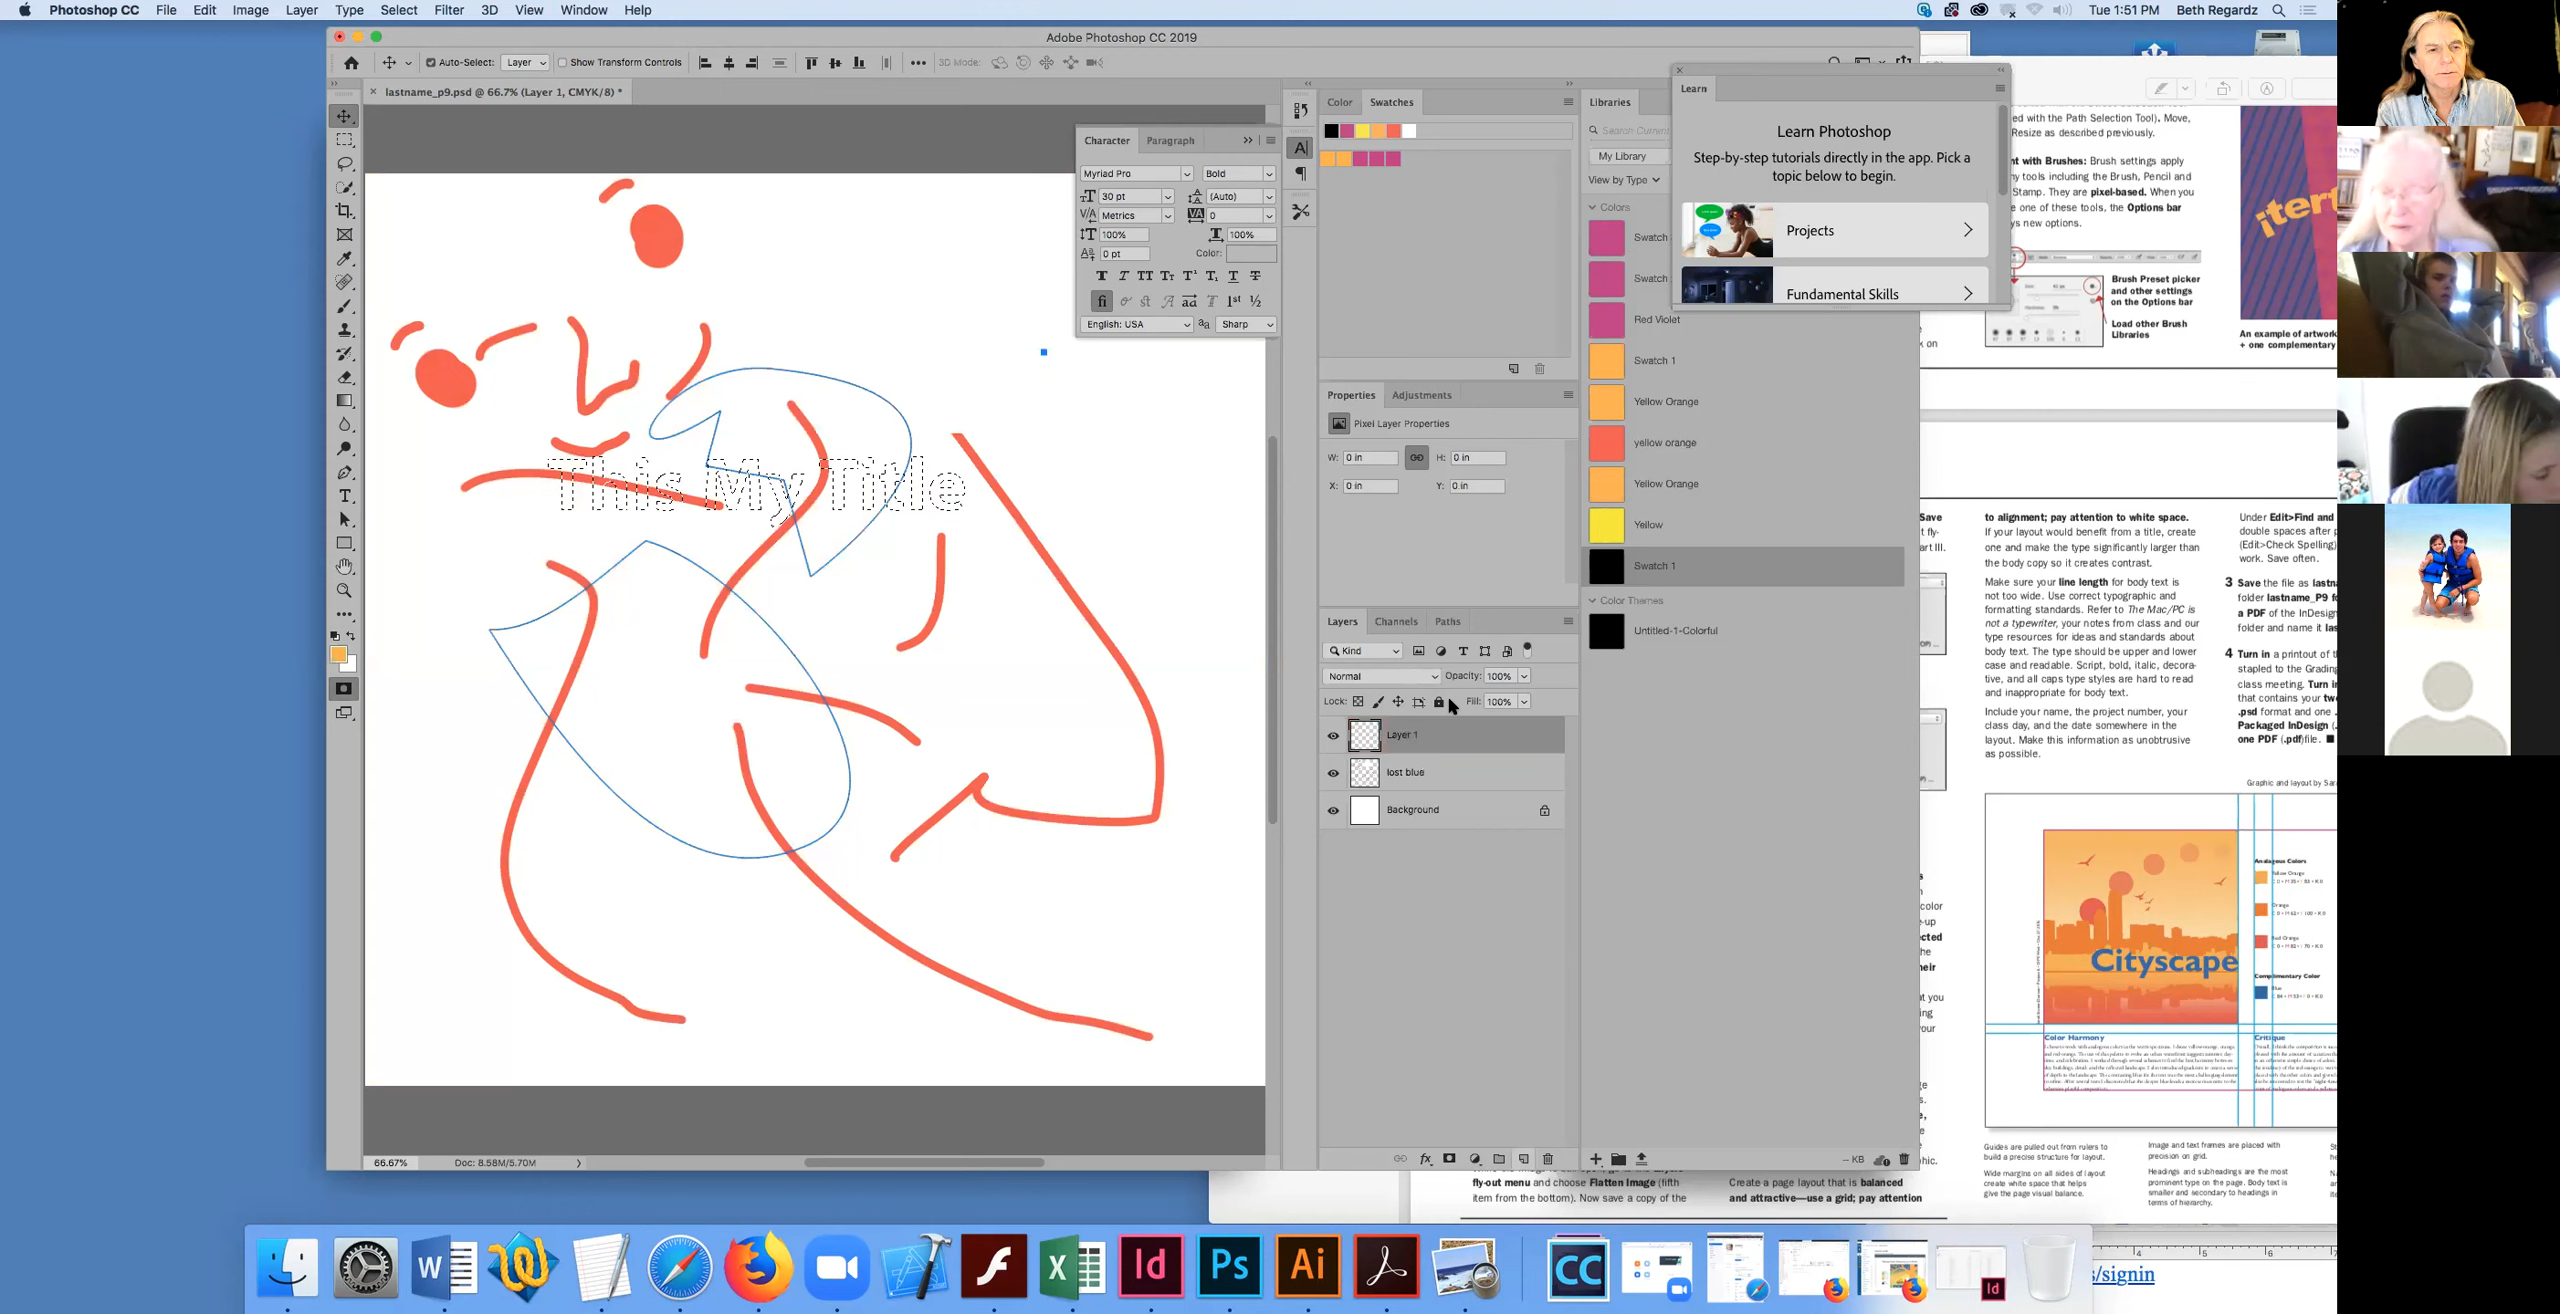 Photoshop CC File Edit Image Layer Type Select Filter 3D View Window Help
Tue 1:51 PM Beth Regardz
Adobe Photoshop CC 2019
Auto-Select: Layer Show Transform Controls 3D Mode:
lastname_p9.psd @ 66.7% (Layer 1, CMYK/8) *
This My Title
66.67% Doc: 8.58M/5.70M
Character Paragraph
Myriad Pro Bold
30 pt (Auto)
Metrics 0
100% 100%
0 pt Color:
English: USA Sharp
Color Swatches
Properties Adjustments
Pixel Layer Properties
W: 0 in H: 0 in
X: 0 in Y: 0 in
Layers Channels Paths
Kind
Normal Opacity: 100%
Lock: Fill: 100%
Layer 1
lost blue
Background
Libraries
Search Current
My Library
View by Type
Colors
Swatch
Swatch
Red Violet
Swatch 1
Yellow Orange
yellow orange
Yellow Orange
Yellow
Swatch 1
Color Themes
Untitled-1-Colorful
-- KB
Learn
Learn Photoshop
Step-by-step tutorials directly in the app. Pick a
topic below to begin.
Projects
Fundamental Skills
ed with the Path Selection Tool). Move,
Resize as described previously.
nt with Brushes: Brush settings apply
ny tools including the Brush, Pencil and
Stamp. They are pixel-based. When you
e one of these tools, the Options bar
ys new options.
Brush Preset picker
and other settings
on the Options bar
Load other Brush
Libraries
An example of artwork
+ one complementary
to alignment; pay attention to white space.
If your layout would benefit from a title, create
one and make the type significantly larger than
the body copy so it creates contrast.
Make sure your line length for body text is
not too wide. Use correct typographic and
formatting standards. Refer to The Mac/PC is
not a typewriter, your notes from class and our
type resources for ideas and standards about
body text. The type should be upper and lower
case and readable. Script, bold, italic, decora-
tive, and all caps type styles are hard to read
and inappropriate for body text.
Include your name, the project number, your
class day, and the date somewhere in the
layout. Make this information as unobtrusive
as possible.
Under Edit>Find and
double spaces after p
(Edit>Check Spelling)
work. Save often.
3 Save the file as lastn
folder lastname_P9 fo
a PDF of the InDesign
folder and name it las
4 Turn in a printout of t
stapled to the Grading
class meeting. Turn in
that contains your two
.psd format and one .
Packaged InDesign (.
one PDF (.pdf)file. ■
Graphic and layout by Sar
Cityscape
Analogous Colors
Yellow Orange
Orange
Red Orange
Complimentary Color
Blue
Color Harmony
Critique
Guides are pulled out from rulers to
build a precise structure for layout.
Wide margins on all sides of layout
create white space that helps
give the page visual balance.
Image and text frames are placed with
precision on grid.
Headings and subheadings are the most
prominent type on the page. Body text is
smaller and secondary to headings in
terms of hierarchy.
fly-out menu and choose Flatten Image (fifth
item from the bottom). Now save a copy of the
Create a page layout that is balanced
and attractive—use a grid; pay attention
s/signin